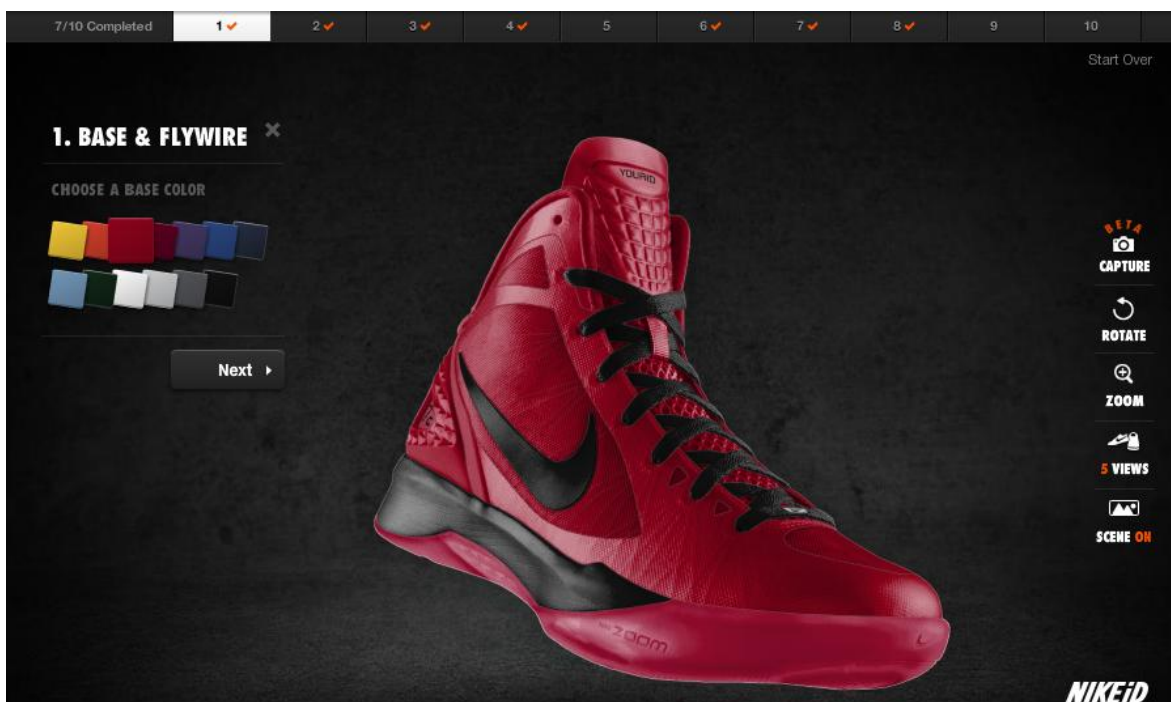 7/10 Completed 1 2 3 4 5 6 7 8 9 10
Start Over
1. BASE & FLYWIRE
CHOOSE A BASE COLOR
YOURID
BETA
CAPTURE
ROTATE
Next
ZOOM
5 VIEWS
SCENE ON
ZOOM
NIKEiD